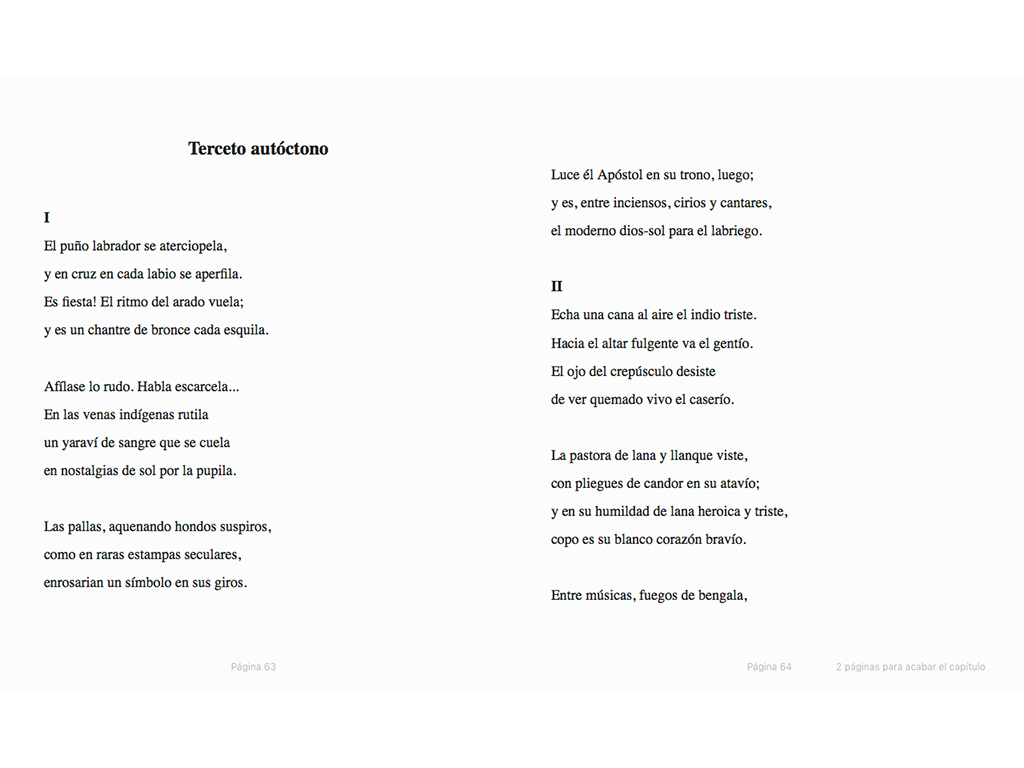 Terceto autóctono
I
El puño labrador se aterciopela,
y en cruz en cada labio se aperfila.
Es fiesta! El ritmo del arado vuela;
y es un chantre de bronce cada esquila.
Afílase lo rudo. Habla escarcela...
En las venas indígenas rutila
un yaraví de sangre que se cuela
en nostalgias de sol por la pupila.
Las pallas, aquenando hondos suspiros,
como en raras estampas seculares,
enrosarian un símbolo en sus giros.
Página 63
Luce él Apóstol en su trono, luego;
y es, entre inciensos, cirios y cantares,
el moderno dios-sol para el labriego.
II
Echa una cana al aire el indio triste.
Hacia el altar fulgente va el gentío.
El ojo del crepúsculo desiste
de ver quemado vivo el caserío.
La pastora de lana y llanque viste,
con pliegues de candor en su atavío;
y en su humildad de lana heroica y triste,
copo es su blanco corazón bravío.
Entre músicas, fuegos de bengala,
Página 64
2 páginas para acabar el capítulo